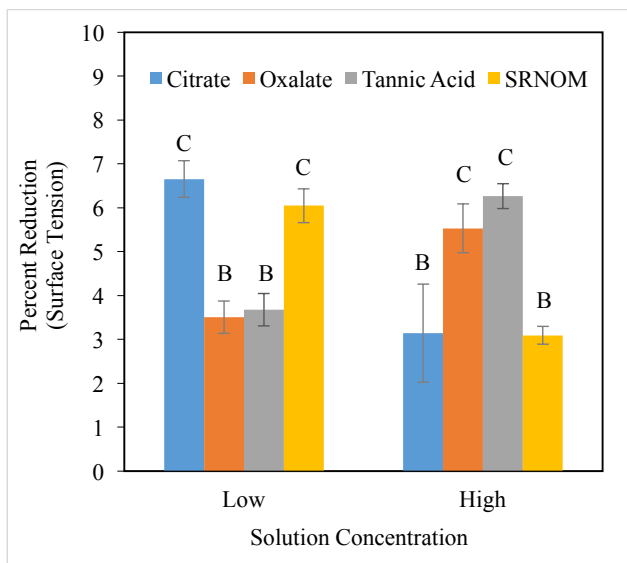 10
9
8
7
6
5
4
3
2
1
0
Percent Reduction
(Surface Tension)
Citrate Oxalate Tannic Acid SRNOM
C
B
B
C
B
C
C
B
Low High
Solution Concentration